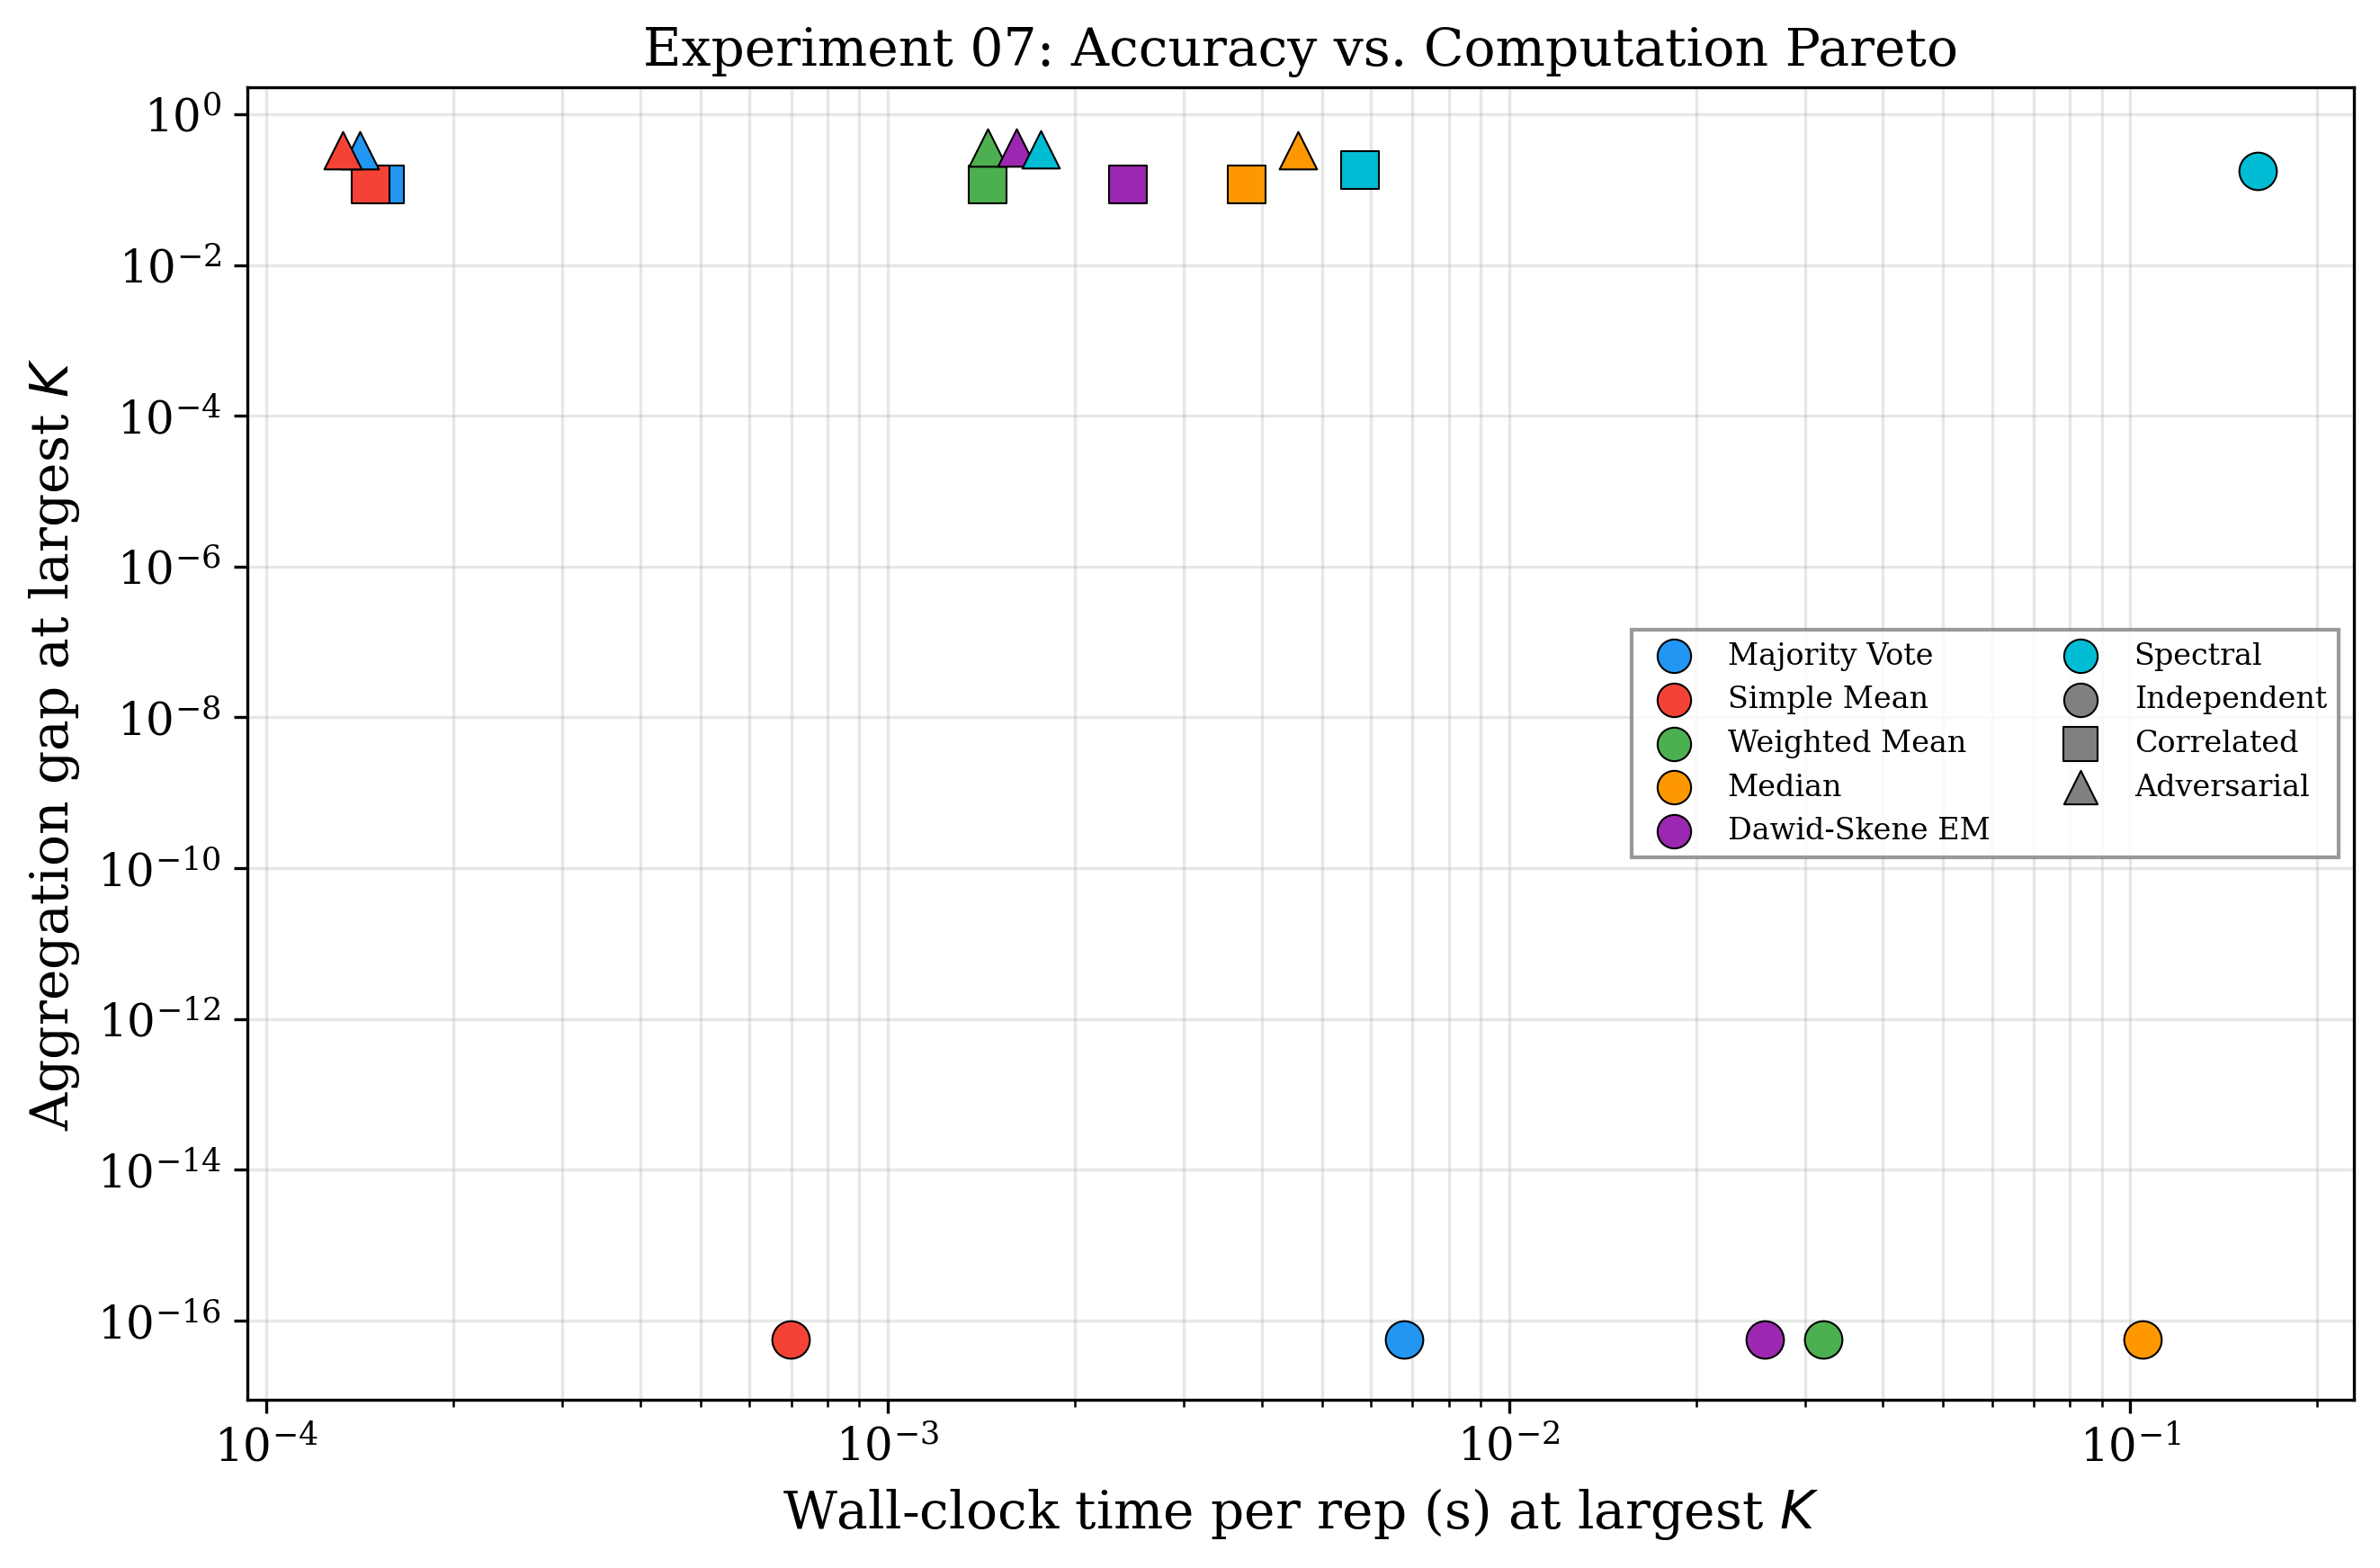 Experiment 07: Accuracy vs. Computation Pareto
Aggregation gap at largest K
10⁰
10⁻²
10⁻⁴
10⁻⁶
10⁻⁸
10⁻¹⁰
10⁻¹²
10⁻¹⁴
10⁻¹⁶
Majority Vote
Simple Mean
Weighted Mean
Median
Dawid-Skene EM
Spectral
Independent
Correlated
Adversarial
10⁻⁴ 10⁻³ 10⁻² 10⁻¹
Wall-clock time per rep (s) at largest K